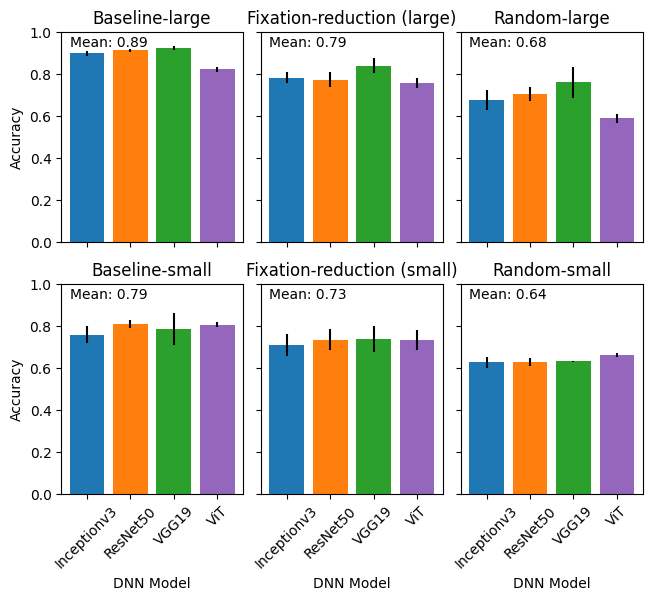 Baseline-large
Fixation-reduction (large)
Random-large
Mean: 0.89
Mean: 0.79
Mean: 0.68
Accuracy
1.0
0.8
0.6
0.4
0.2
0.0
Baseline-small
Fixation-reduction (small)
Random-small
Mean: 0.79
Mean: 0.73
Mean: 0.64
Accuracy
1.0
0.8
0.6
0.4
0.2
0.0
Inceptionv3
ResNet50
VGG19
ViT
Inceptionv3
ResNet50
VGG19
ViT
Inceptionv3
ResNet50
VGG19
ViT
DNN Model
DNN Model
DNN Model